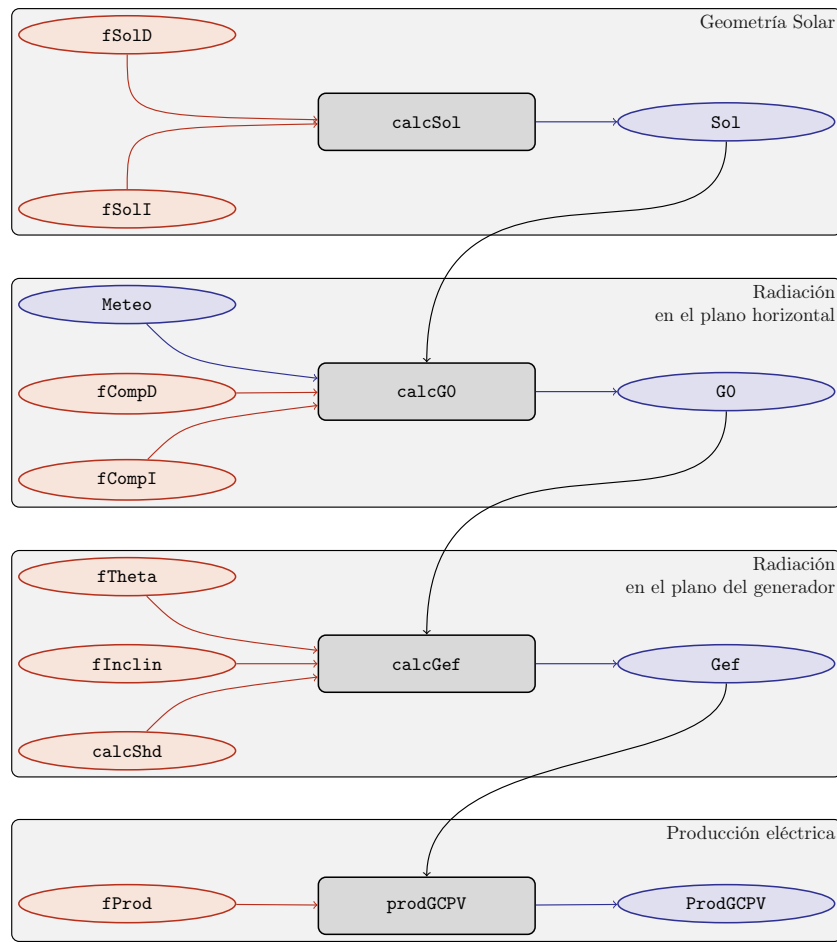 Geometría Solar
fSolD
calcSol
Sol
fSolI
Radiación
en el plano horizontal
Meteo
fCompD
calcG0
G0
fCompI
Radiación
en el plano del generador
fTheta
fInclin
calcGef
Gef
calcShd
Producción eléctrica
fProd
prodGCPV
ProdGCPV